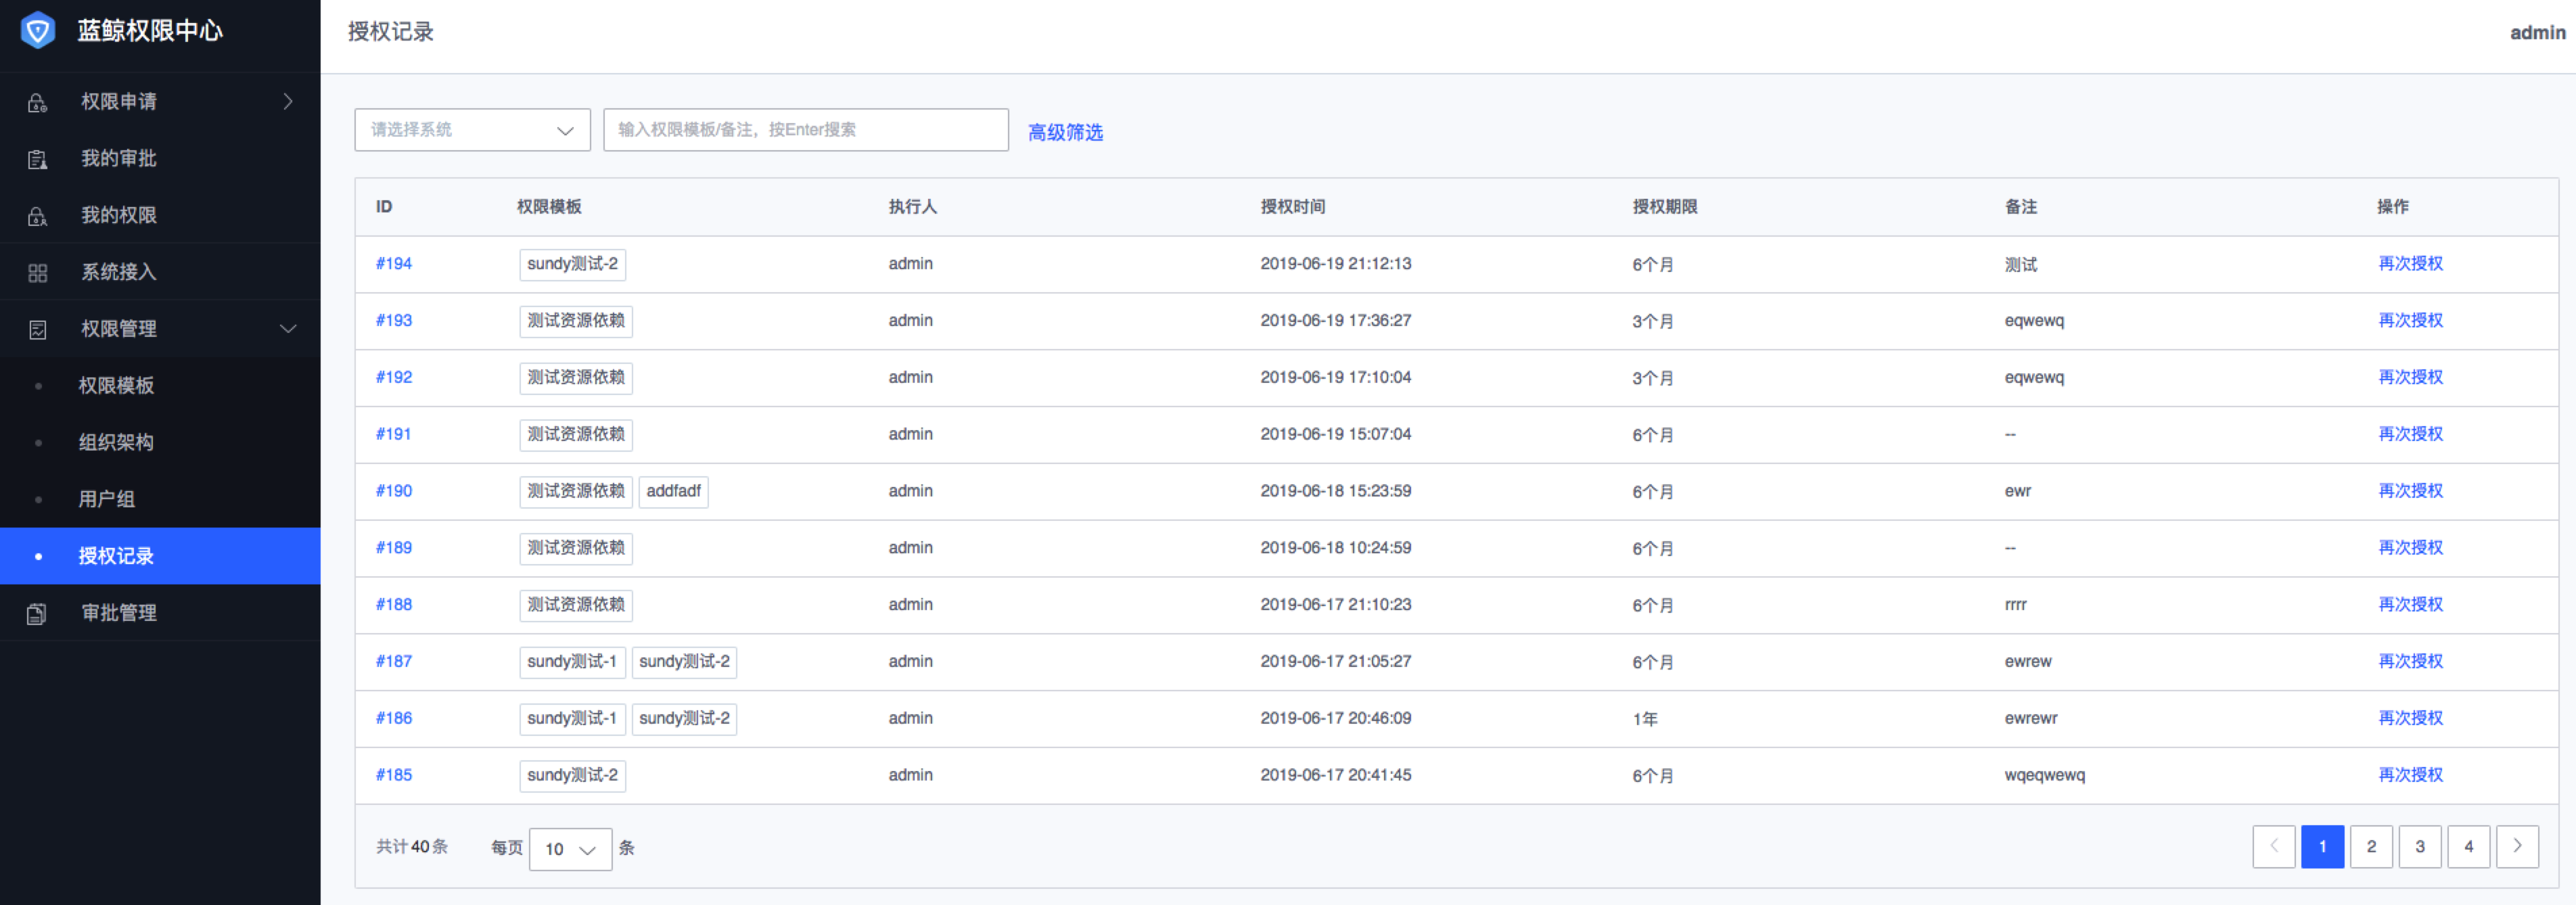 蓝鲸权限中心
授权记录
admin
权限申请
我的审批
我的权限
系统接入
权限管理
权限模板
组织架构
用户组
授权记录
审批管理
请选择系统 输入权限模板/备注，按Enter搜索 高级筛选
ID 权限模板 执行人 授权时间 授权期限 备注 操作
#194 sundy测试-2 admin 2019-06-19 21:12:13 6个月 测试 再次授权
#193 测试资源依赖 admin 2019-06-19 17:36:27 3个月 eqwewq 再次授权
#192 测试资源依赖 admin 2019-06-19 17:10:04 3个月 eqwewq 再次授权
#191 测试资源依赖 admin 2019-06-19 15:07:04 6个月 -- 再次授权
#190 测试资源依赖 addfadf admin 2019-06-18 15:23:59 6个月 ewr 再次授权
#189 测试资源依赖 admin 2019-06-18 10:24:59 6个月 -- 再次授权
#188 测试资源依赖 admin 2019-06-17 21:10:23 6个月 rrrr 再次授权
#187 sundy测试-1 sundy测试-2 admin 2019-06-17 21:05:27 6个月 ewrew 再次授权
#186 sundy测试-1 sundy测试-2 admin 2019-06-17 20:46:09 1年 ewrewr 再次授权
#185 sundy测试-2 admin 2019-06-17 20:41:45 6个月 wqeqwewq 再次授权
共计40条 每页 10 条 1 2 3 4